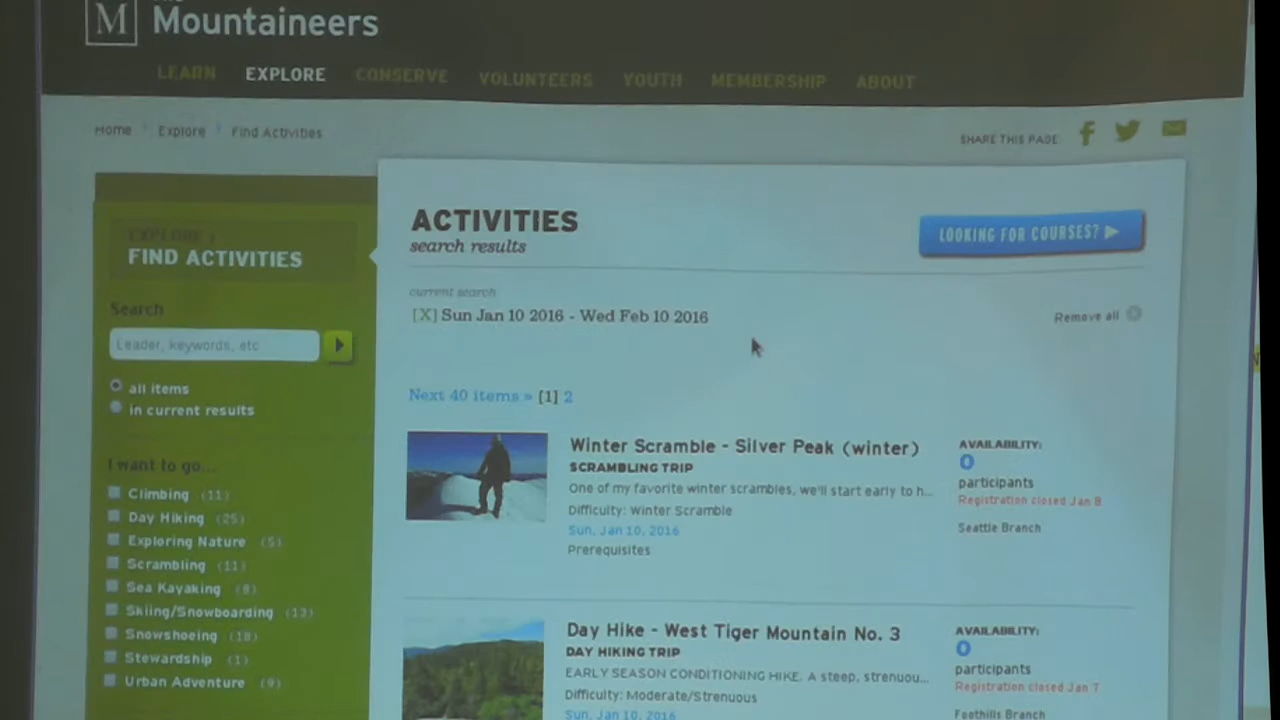 M Mountaineers
LEARN EXPLORE CONSERVE VOLUNTEERS YOUTH MEMBERSHIP ABOUT
Home Explore Find Activities
SHARE THIS PAGE
EXPLORE
FIND ACTIVITIES
Search
Leader, keywords, etc
all items
in current results
I want to go...
Climbing (11)
Day Hiking (25)
Exploring Nature (5)
Scrambling (11)
Sea Kayaking (8)
Skiing/Snowboarding (13)
Snowshoeing (18)
Stewardship (1)
Urban Adventure (9)
ACTIVITIES
search results
LOOKING FOR COURSES?
current search
[X] Sun Jan 10 2016 - Wed Feb 10 2016
Remove all
Next 40 items » [1] 2
Winter Scramble - Silver Peak (winter)
SCRAMBLING TRIP
One of my favorite winter scrambles, we'll start early to h...
Difficulty: Winter Scramble
Sun, Jan 10, 2016
Prerequisites
AVAILABILITY:
0
participants
Registration closed Jan 8
Seattle Branch
Day Hike - West Tiger Mountain No. 3
DAY HIKING TRIP
EARLY SEASON CONDITIONING HIKE. A steep, strenuou...
Difficulty: Moderate/Strenuous
Sun, Jan 10, 2016
AVAILABILITY:
0
participants
Registration closed Jan 7
Foothills Branch